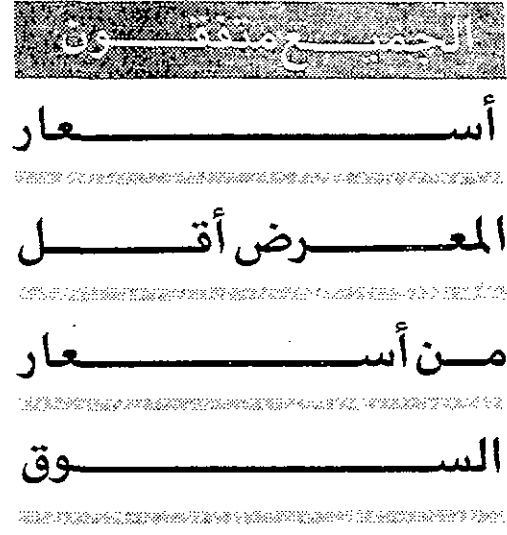 الجميع متفقون
أسعار
المعرض أقل
من أسعار
السوق